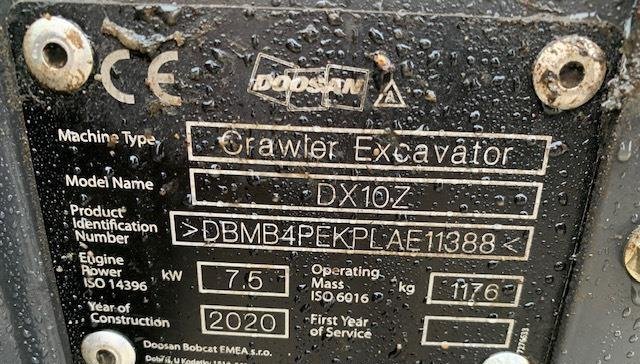 CE DOOSAN
Machine Type Crawler Excavator
Model Name DX10Z
Product Identification Number >DBMB4PEKPLAE11388<
Engine Power ISO 14396 kW 7.5 Operating Mass ISO 6016 kg 1176
Year of Construction 2020 First Year of Service
Doosan Bobcat EMEA s.r.o.
U Kodetky